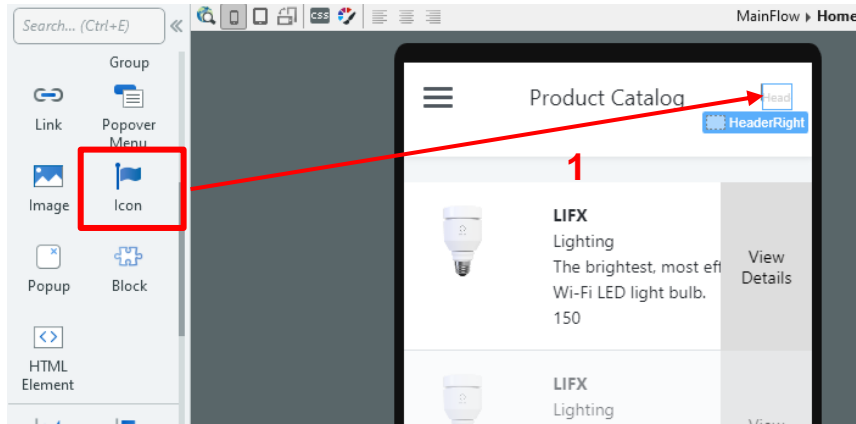 Search... (Ctrl+E)
css
MainFlow Home
Group
Link
Popover
Menu
Image
Icon
Popup
Block
HTML
Element
Product Catalog
Head
HeaderRight
1
LIFX
Lighting
The brightest, most eff
Wi-Fi LED light bulb.
150
View
Details
LIFX
Lighting
View